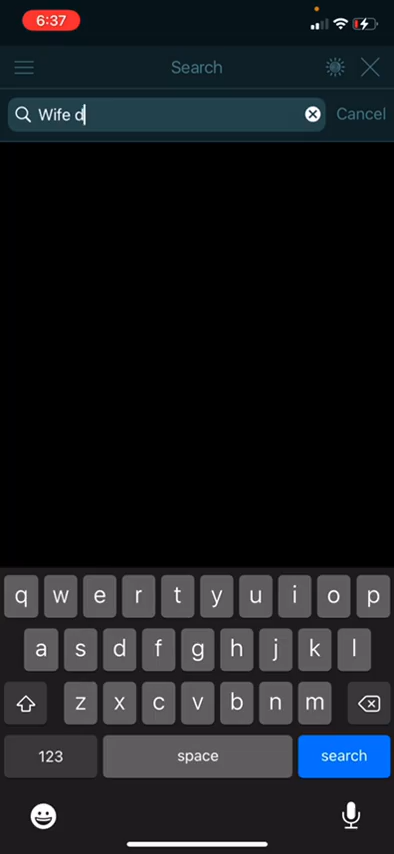 6:37
Search
Wife d
Cancel
q w e r t y u i o p
a s d f g h j k l
z x c v b n m
123 space search